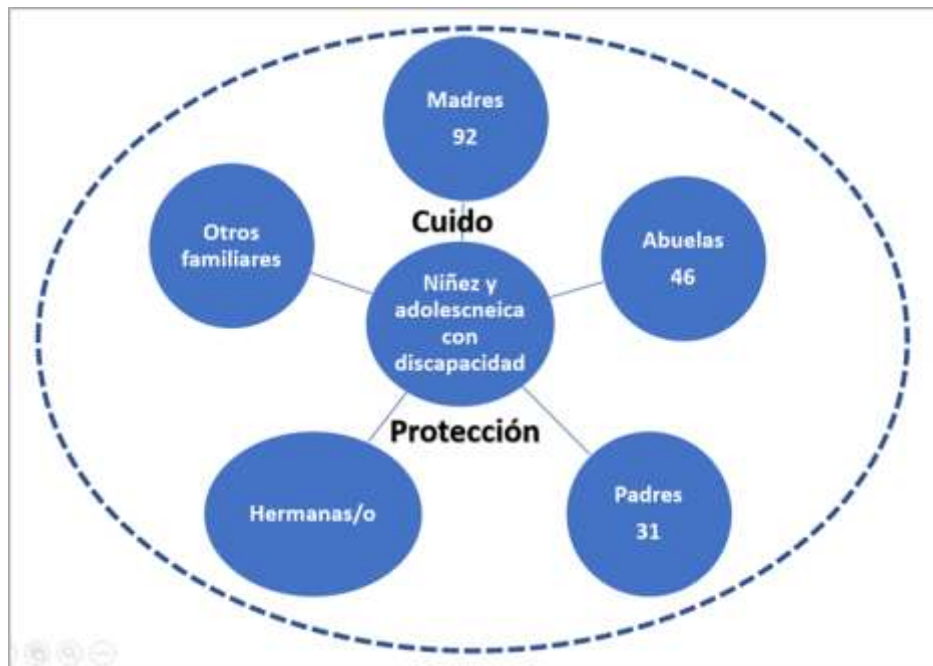 Madres
92
Cuido
Otros
familiares
Abuelas
46
Niñez y
adolescneica
con
discapacidad
Protección
Hermanas/o
Padres
31